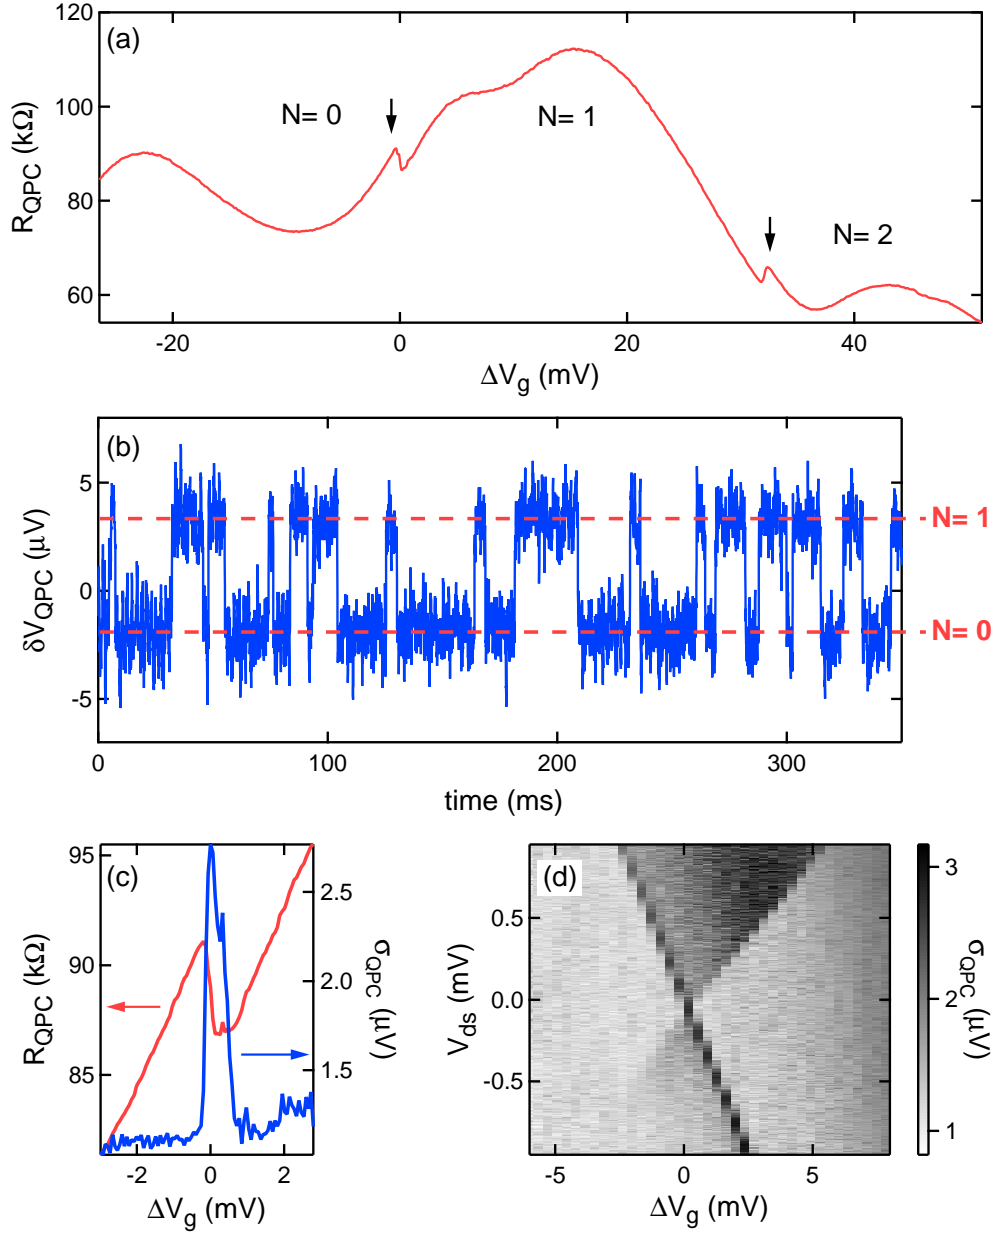 (a)
120
100
80
60
R_QPC (kΩ)
N= 0
N= 1
N= 2
-20
0
20
40
ΔV_g (mV)
(b)
5
0
-5
δV_QPC (μV)
N= 1
N= 0
0
100
200
300
time (ms)
(c)
95
90
85
R_QPC (kΩ)
2.5
2.0
1.5
σ_QPC (μV)
-2
0
2
ΔV_g (mV)
(d)
0.5
0.0
-0.5
V_ds (mV)
-5
0
5
ΔV_g (mV)
3
2
1
σ_QPC (μV)